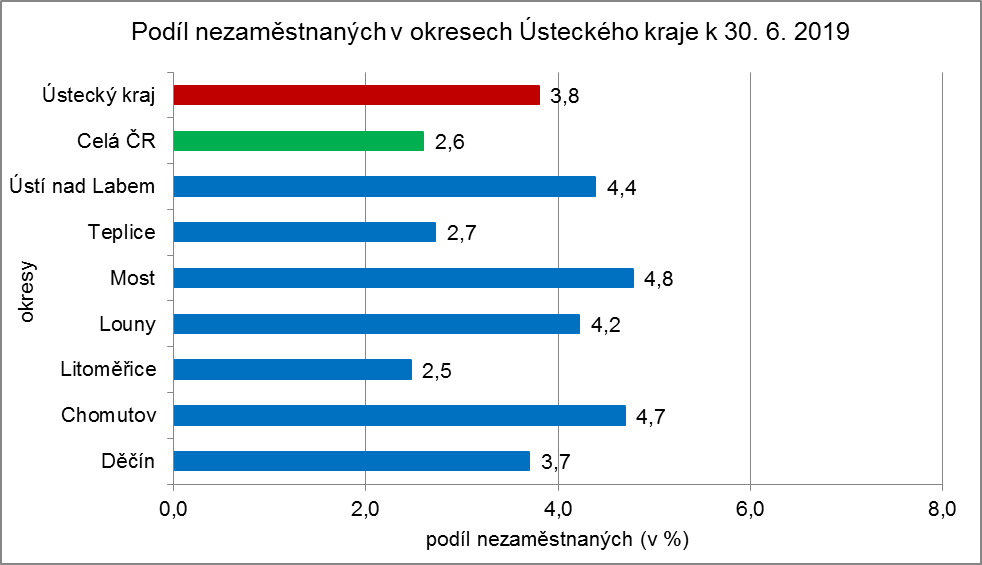 Podíl nezaměstnaných v okresech Ústeckého kraje k 30. 6. 2019
Ústecký kraj 3,8
Celá ČR 2,6
Ústí nad Labem 4,4
Teplice 2,7
Most 4,8
Louny 4,2
Litoměřice 2,5
Chomutov 4,7
Děčín 3,7
okresy
0,0 2,0 4,0 6,0 8,0
podíl nezaměstnaných (v %)